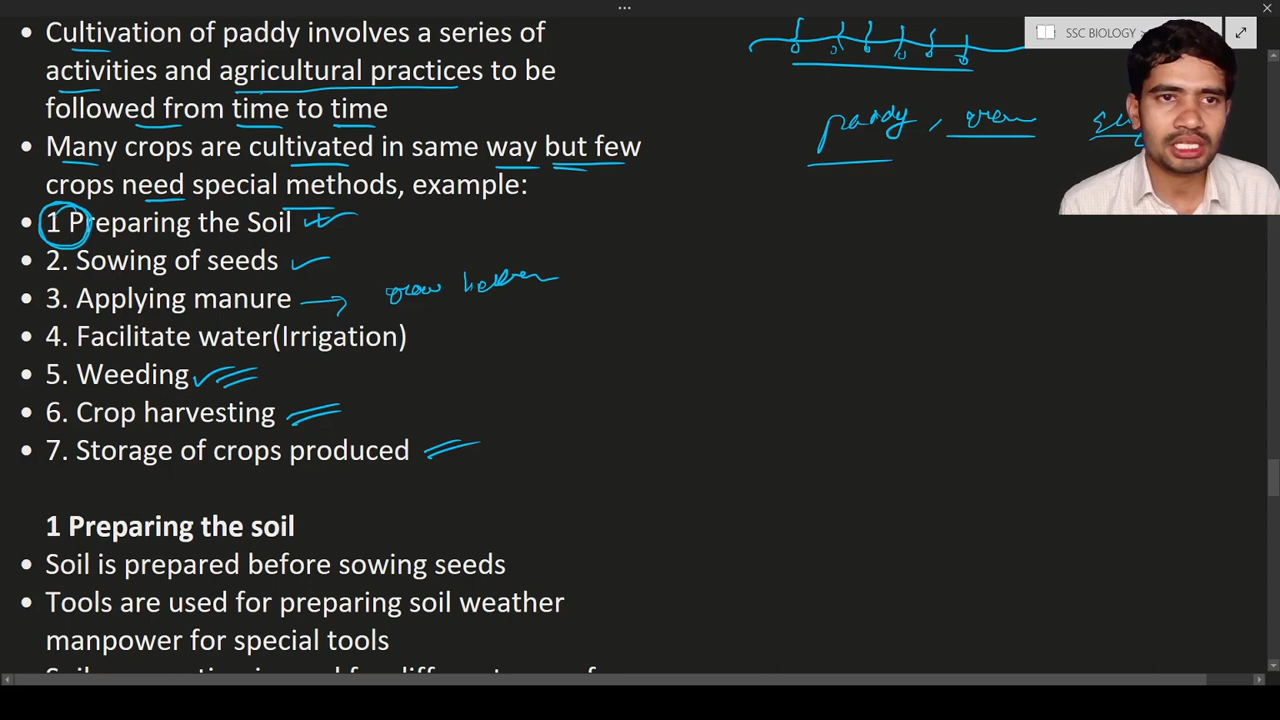 SSC BIOLOGY >
• Cultivation of paddy involves a series of
activities and agricultural practices to be
followed from time to time
paddy,
• Many crops are cultivated in same way but few
crops need special methods, example:
• 1 Preparing the Soil
• 2. Sowing of seeds
• 3. Applying manure
• 4. Facilitate water(Irrigation)
• 5. Weeding
• 6. Crop harvesting
• 7. Storage of crops produced
1 Preparing the soil
• Soil is prepared before sowing seeds
• Tools are used for preparing soil weather
manpower for special tools